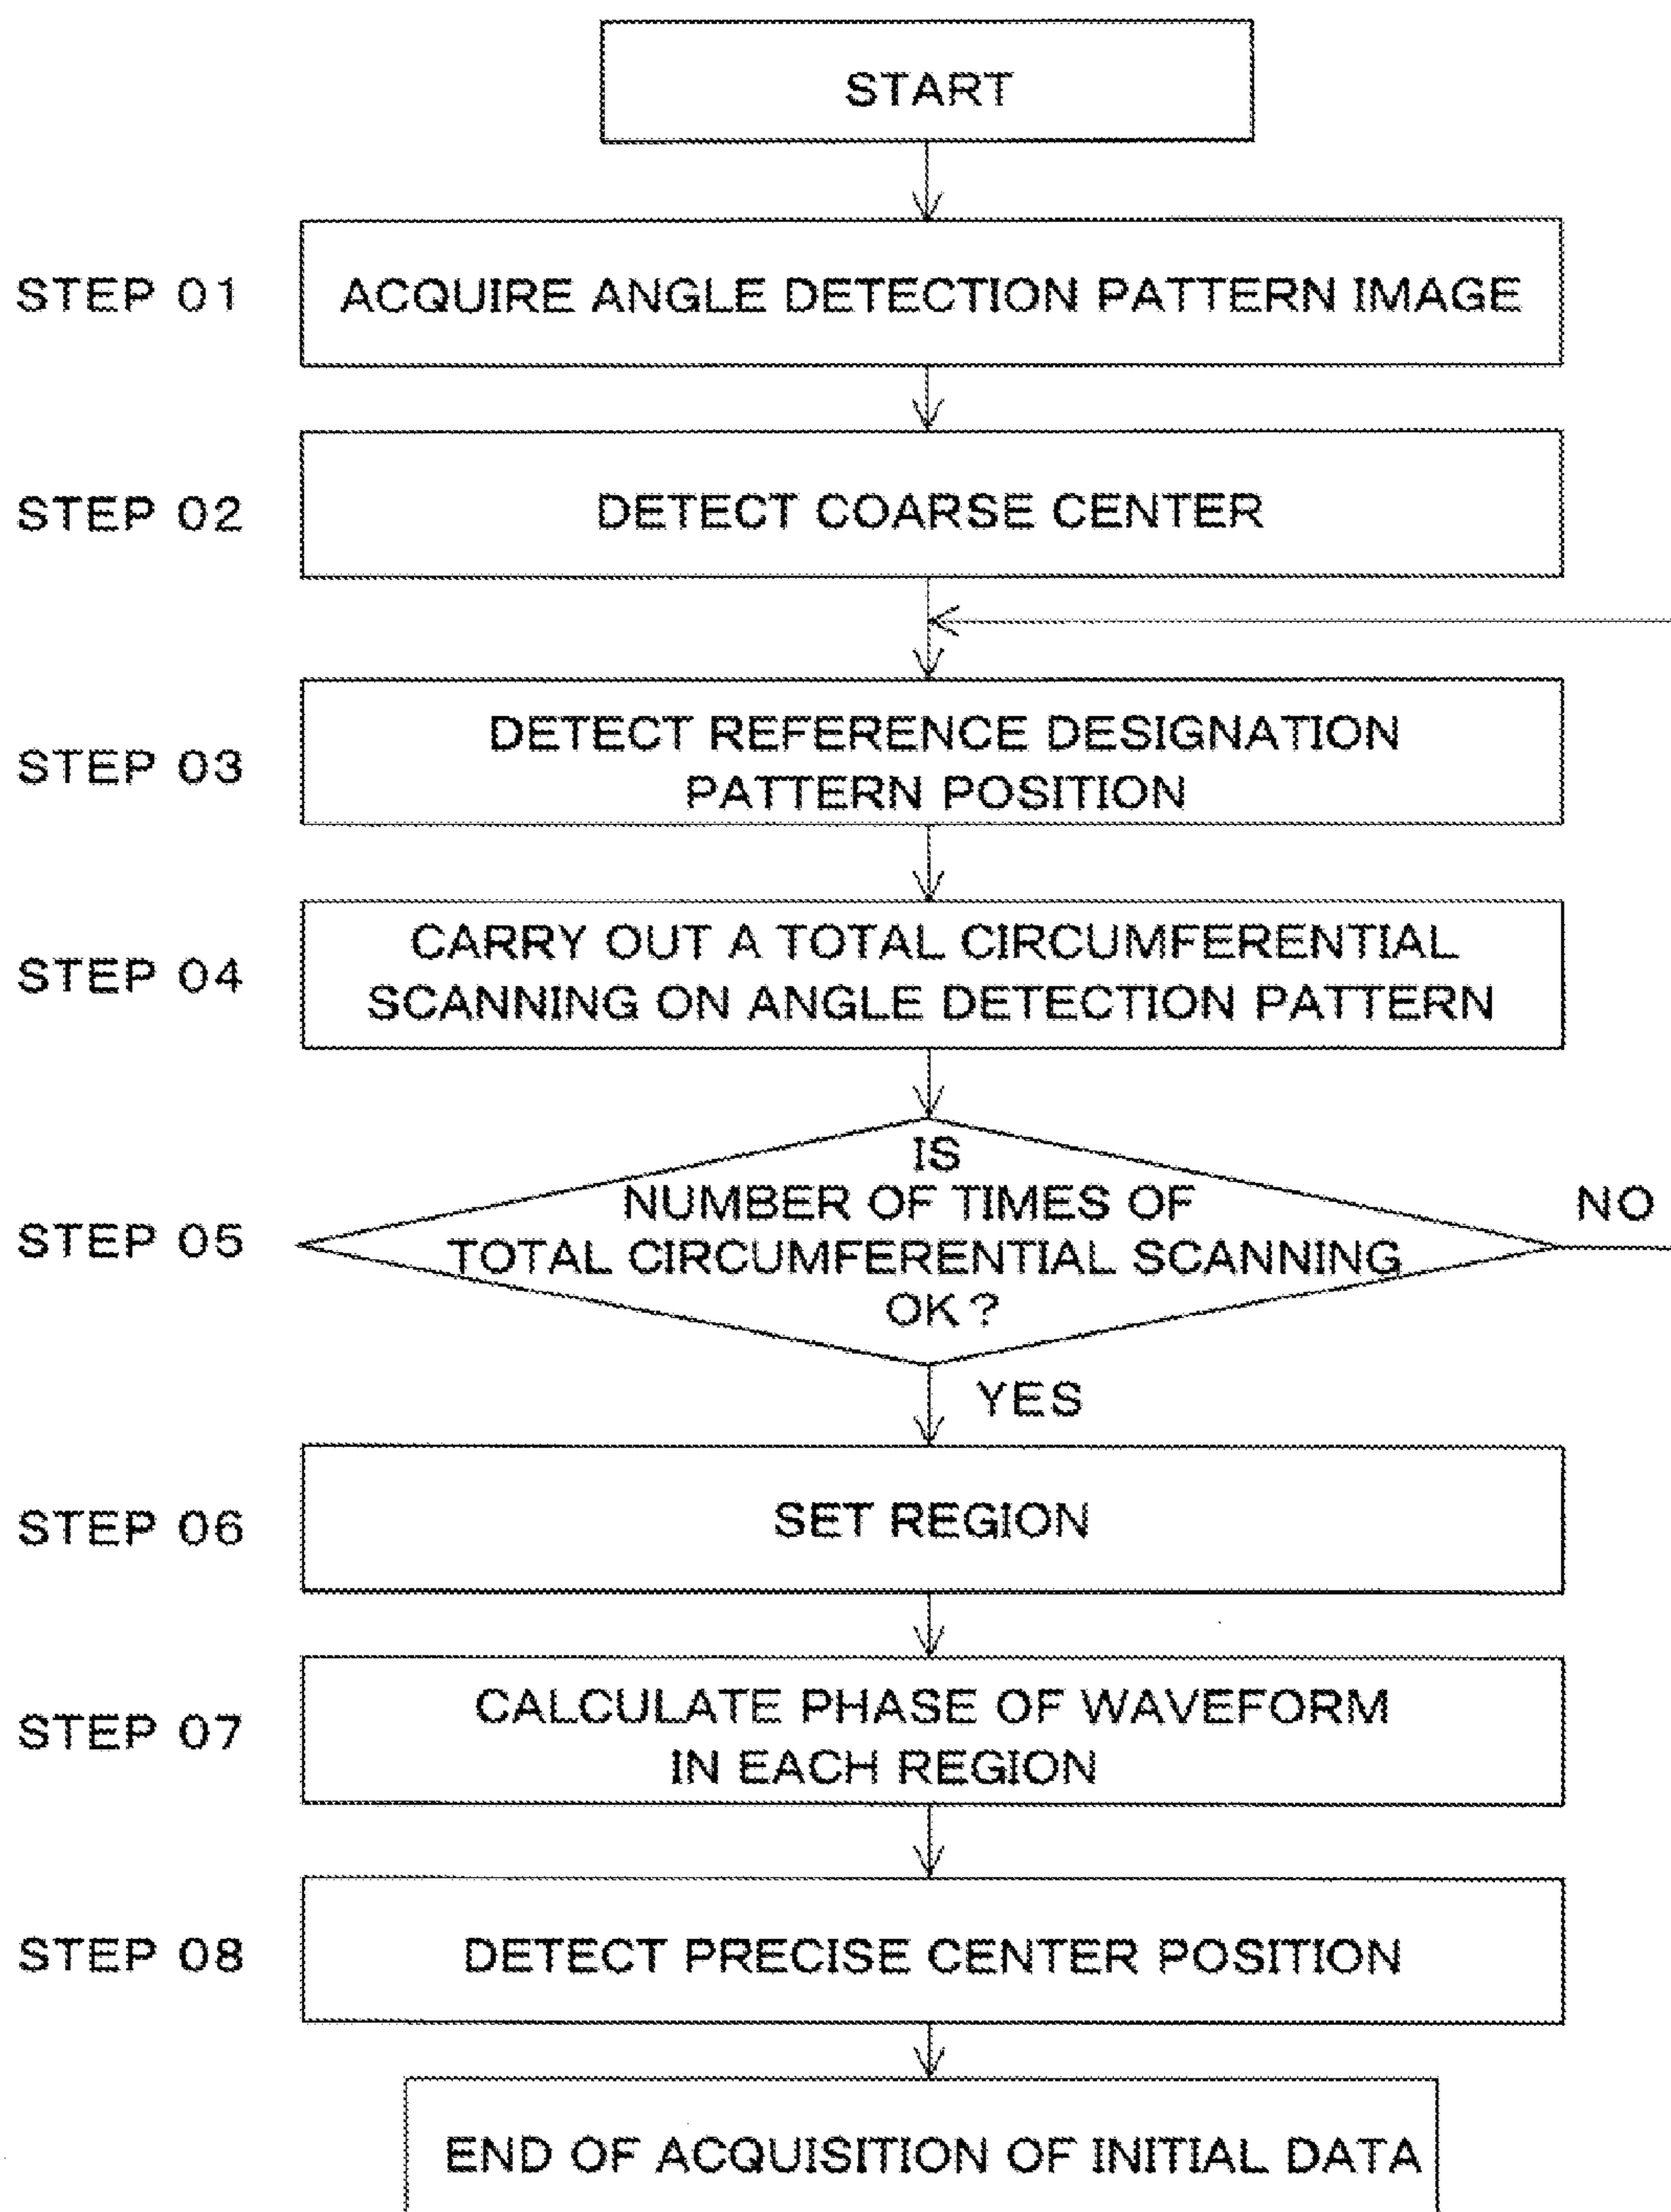 START
STEP 01
ACQUIRE ANGLE DETECTION PATTERN IMAGE
STEP 02
DETECT COARSE CENTER
STEP 03
DETECT REFERENCE DESIGNATION
PATTERN POSITION
STEP 04
CARRY OUT A TOTAL CIRCUMFERENTIAL
SCANNING ON ANGLE DETECTION PATTERN
STEP 05
IS
NUMBER OF TIMES OF
TOTAL CIRCUMFERENTIAL SCANNING
OK ?
NO
YES
STEP 06
SET REGION
STEP 07
CALCULATE PHASE OF WAVEFORM
IN EACH REGION
STEP 08
DETECT PRECISE CENTER POSITION
END OF ACQUISITION OF INITIAL DATA